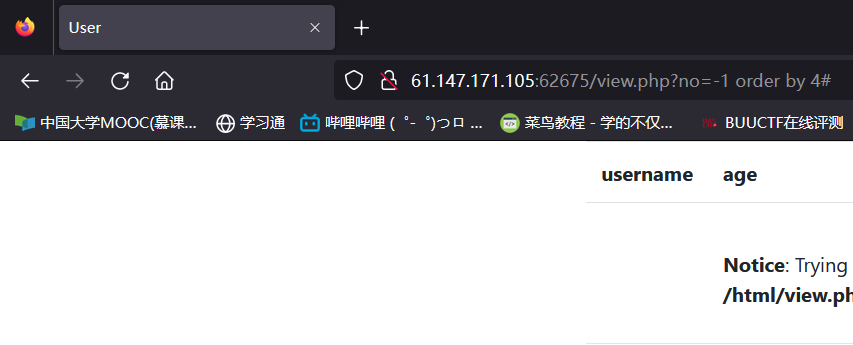 User
61.147.171.105:62675/view.php?no=-1 order by 4#
中国大学MOOC(慕课...
学习通
哔哩哔哩 (゜-゜)つロ ...
菜鸟教程 - 学的不仅...
BUUCTF在线评测
username age
Notice: Trying
/html/view.ph